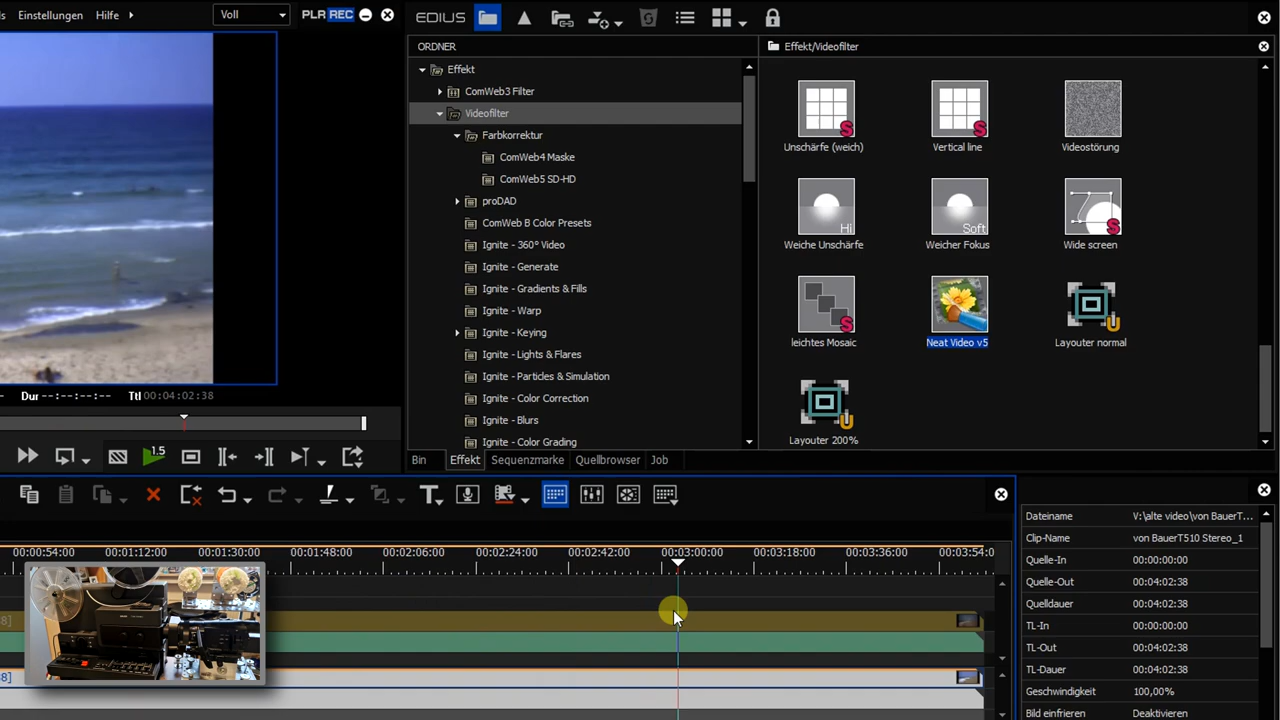 Einstellungen Hilfe
Voll
PLR REC
EDIUS
ORDNER
Effekt/Videofilter
Effekt
ComWeb3 Filter
Videofilter
Farbkorrektur
ComWeb4 Maske
ComWeb5 SD-HD
proDAD
ComWeb B Color Presets
Ignite - 360° Video
Ignite - Generate
Ignite - Gradients & Fills
Ignite - Warp
Ignite - Keying
Ignite - Lights & Flares
Ignite - Particles & Simulation
Ignite - Color Correction
Ignite - Blurs
Ignite - Color Grading
S
S
Unschärfe (weich) Vertical line Videostörung
Hi
Soft
S
Weiche Unschärfe Weicher Fokus Wide screen
S
U
leichtes Mosaic Neat Video v5 Layouter normal
U
Layouter 200%
Dur --:--:--:-- Ttl 00:04:02:38
1.5
Bin Effekt Sequenzmarke Quellbrowser Job
00:00:54:00 00:01:12:00 00:01:30:00 00:01:48:00 00:02:06:00 00:02:24:00 00:02:42:00 00:03:00:00 00:03:18:00 00:03:36:00 00:03:54:0
Dateiname V:\alte video\von BauerT...
Clip-Name von BauerT510 Stereo_1
Quelle-In 00:00:00:00
Quelle-Out 00:04:02:38
Quelldauer 00:04:02:38
TL-In 00:00:00:00
TL-Out 00:04:02:38
TL-Dauer 00:04:02:38
Geschwindigkeit 100,00%
Bild einfrieren Deaktivieren
8]
38]